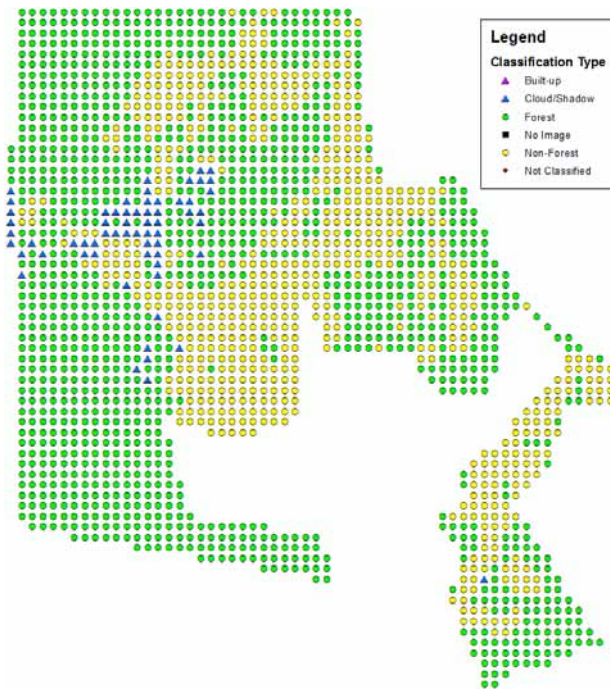 Legend
Classification Type
Built-up
Cloud/Shadow
Forest
No Image
Non-Forest
Not Classified